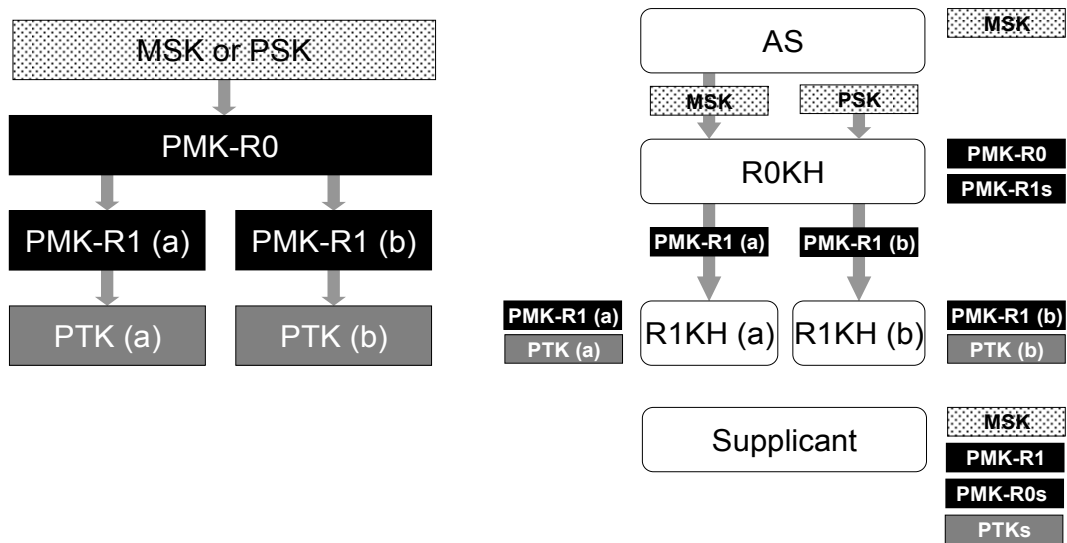 MSK or PSK
PMK-R0
PMK-R1 (a) PMK-R1 (b)
PTK (a) PTK (b)
AS
MSK
MSK PSK
R0KH
PMK-R0
PMK-R1s
PMK-R1 (a) PMK-R1 (b)
PMK-R1 (a)
PTK (a)
R1KH (a) R1KH (b)
PMK-R1 (b)
PTK (b)
Supplicant
MSK
PMK-R1
PMK-R0s
PTKs